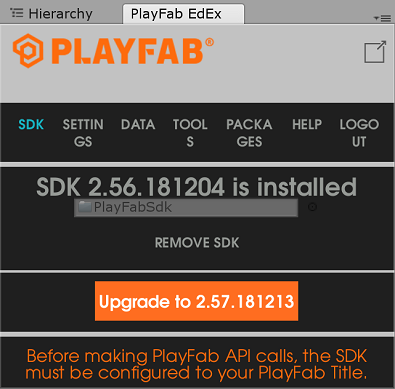 Hierarchy PlayFab EdEx
PLAYFAB®
SDK SETTINGS DATA TOOLS PACKAGES HELP LOGOUT
SDK 2.56.181204 is installed
PlayFabSdk
REMOVE SDK
Upgrade to 2.57.181213
Before making PlayFab API calls, the SDK
must be configured to your PlayFab Title.